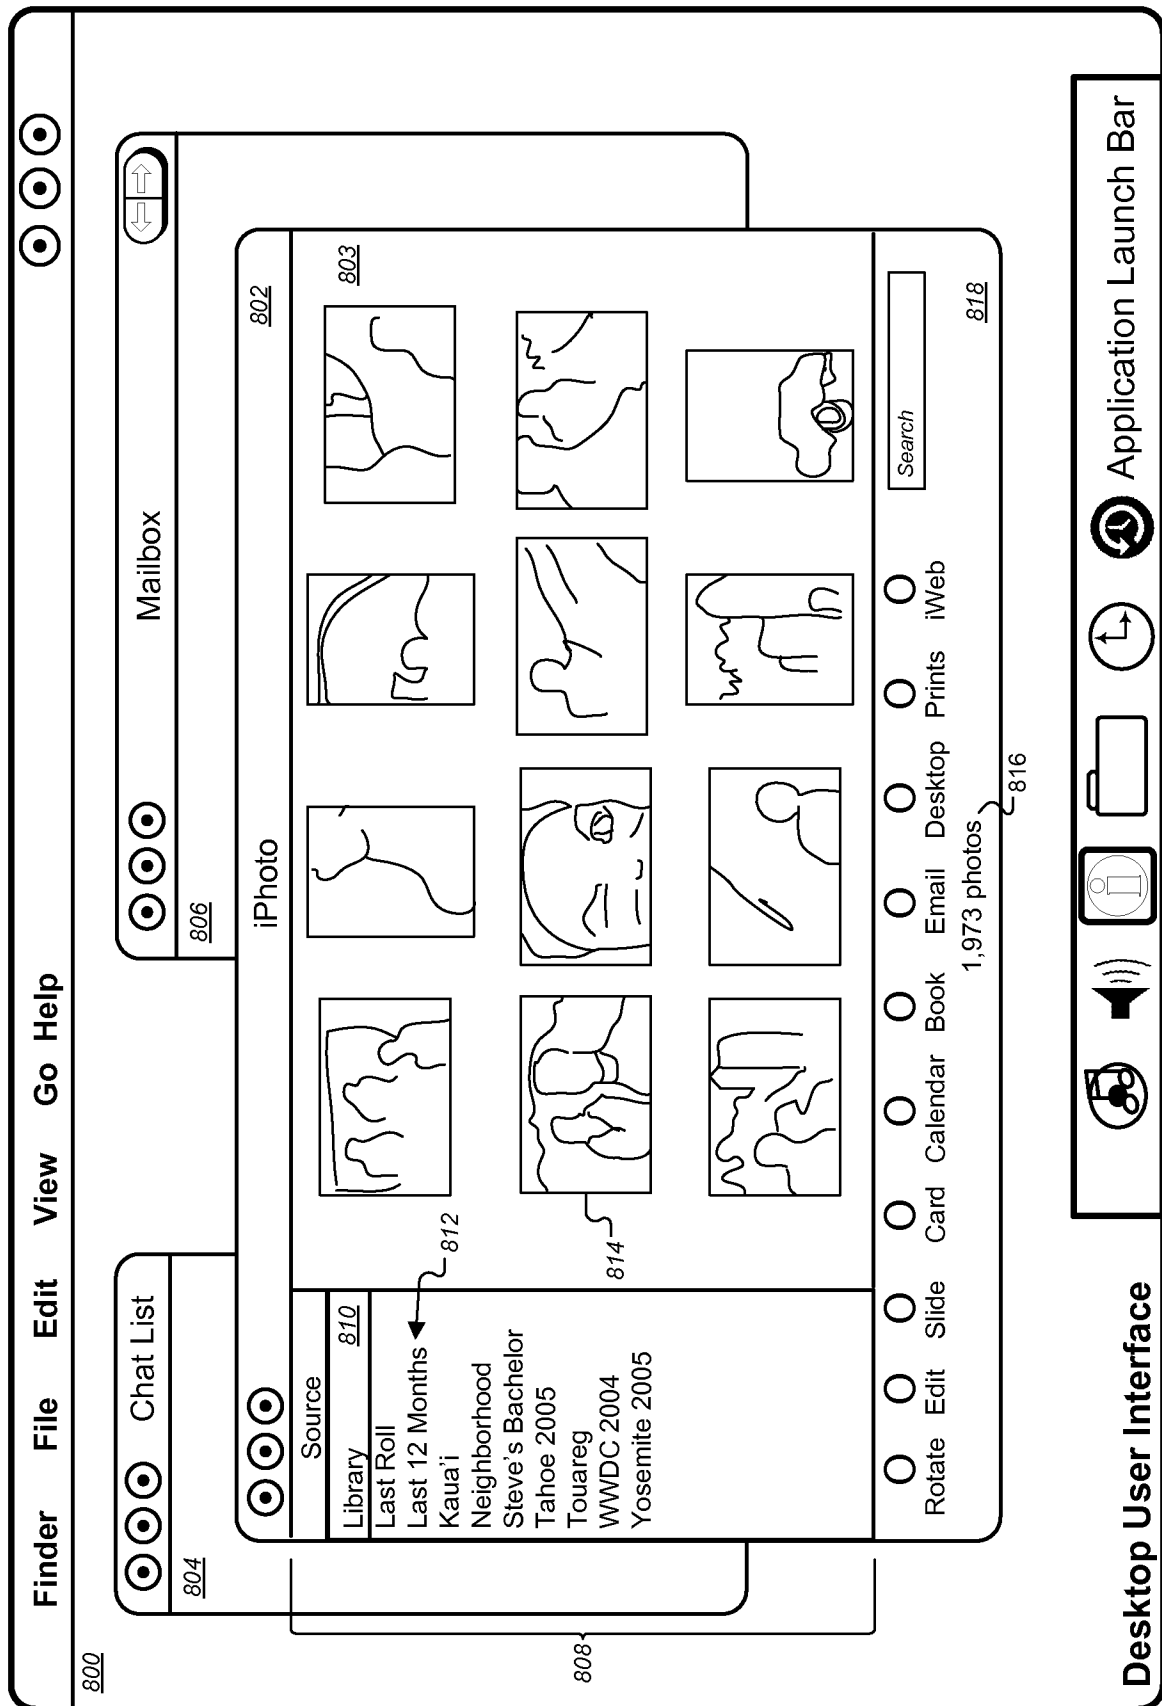 Finder File Edit View Go Help
800
Chat List
804
Mailbox
806
iPhoto
802
803
Source
Library
810
Last Roll
Last 12 Months
812
Kaua'i
Neighborhood
Steve's Bachelor
Tahoe 2005
Touareg
WWDC 2004
Yosemite 2005
808
814
Rotate Edit Slide Card Calendar Book Email Desktop Prints iWeb
Search
1,973 photos
816
818
Desktop User Interface
Application Launch Bar